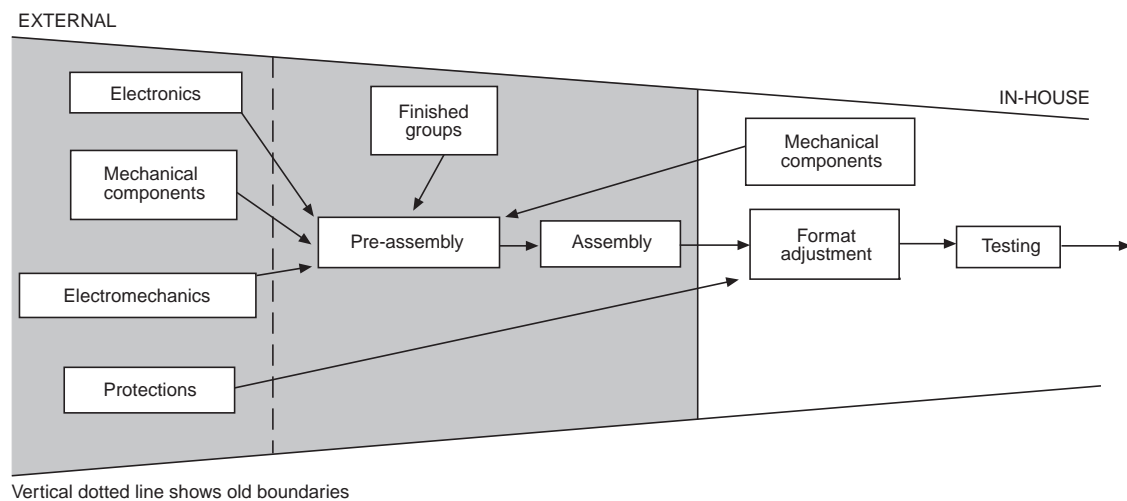 EXTERNAL
IN-HOUSE
Electronics
Finished
groups
Mechanical
components
Mechanical
components
Pre-assembly
Assembly
Format
adjustment
Testing
Electromechanics
Protections
Vertical dotted line shows old boundaries